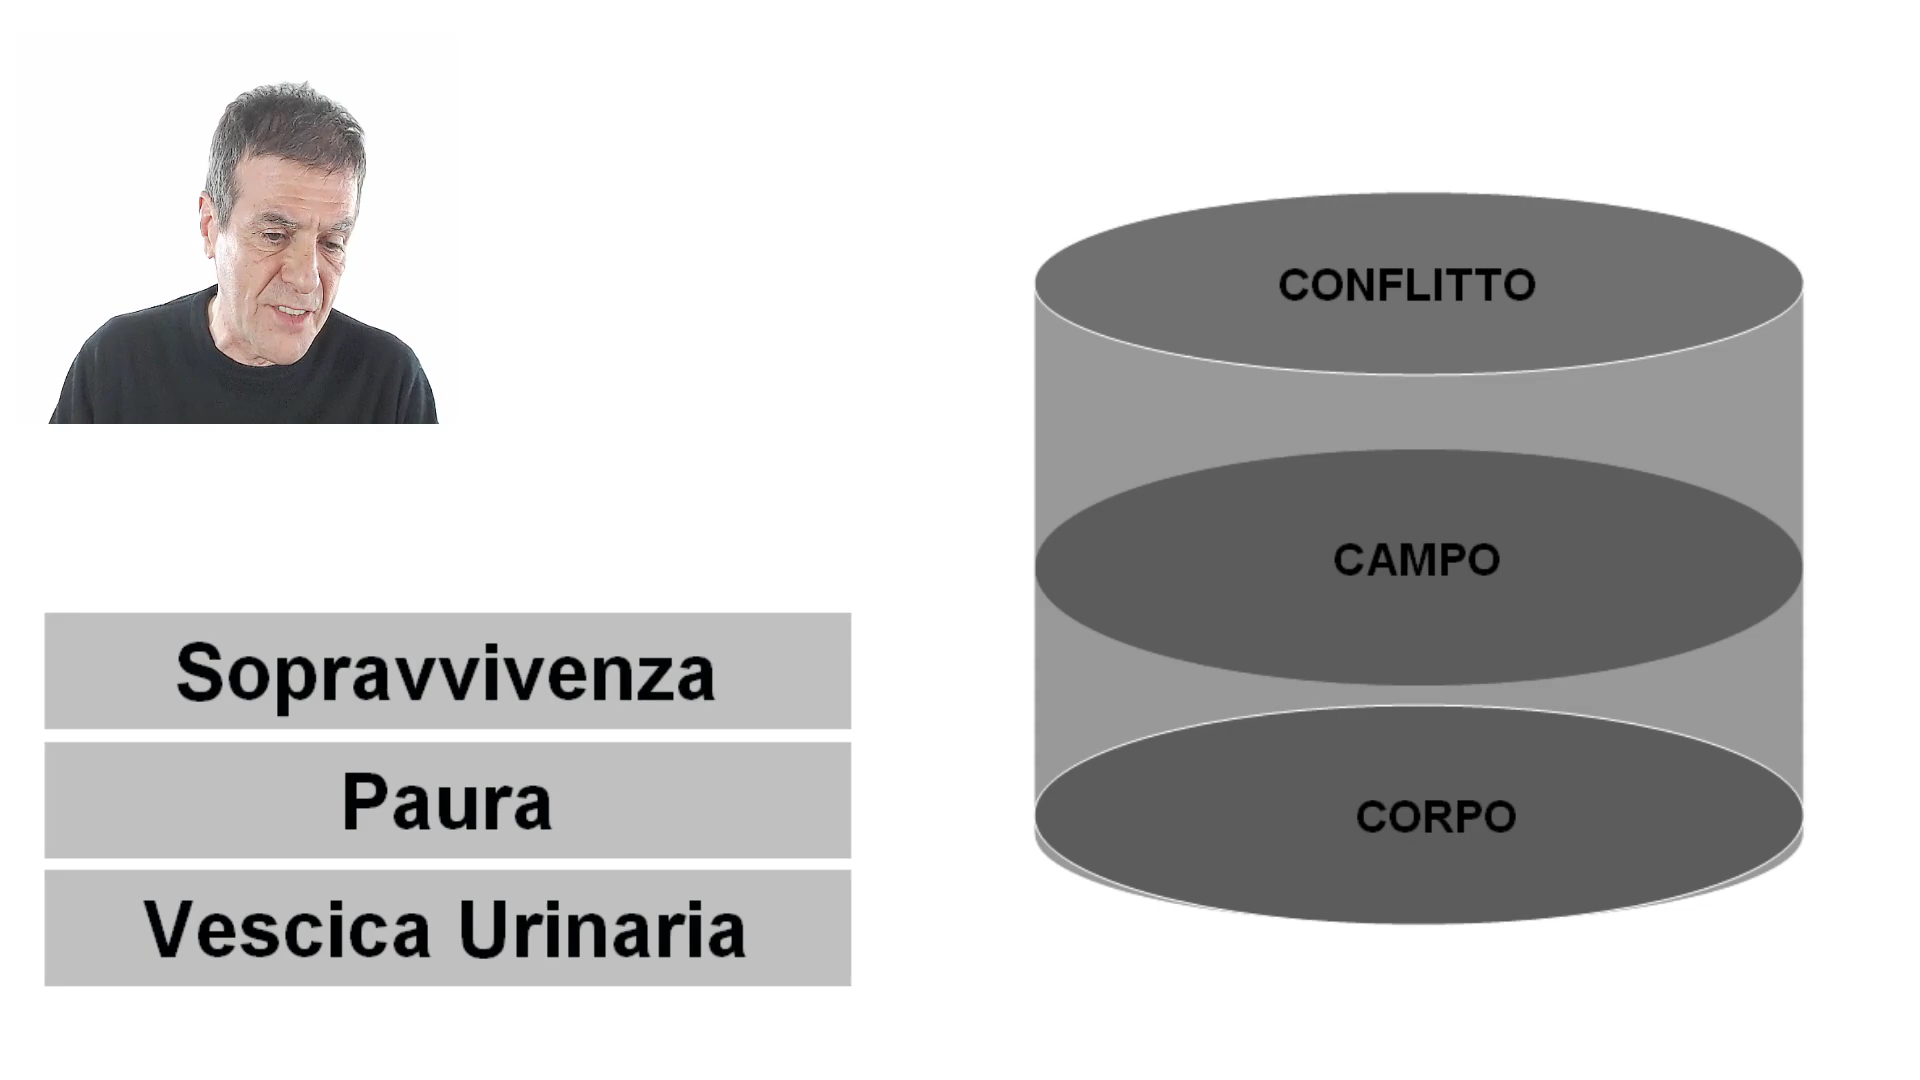 Sopravvivenza
Paura
Vescica Urinaria
CONFLITTO
CAMPO
CORPO